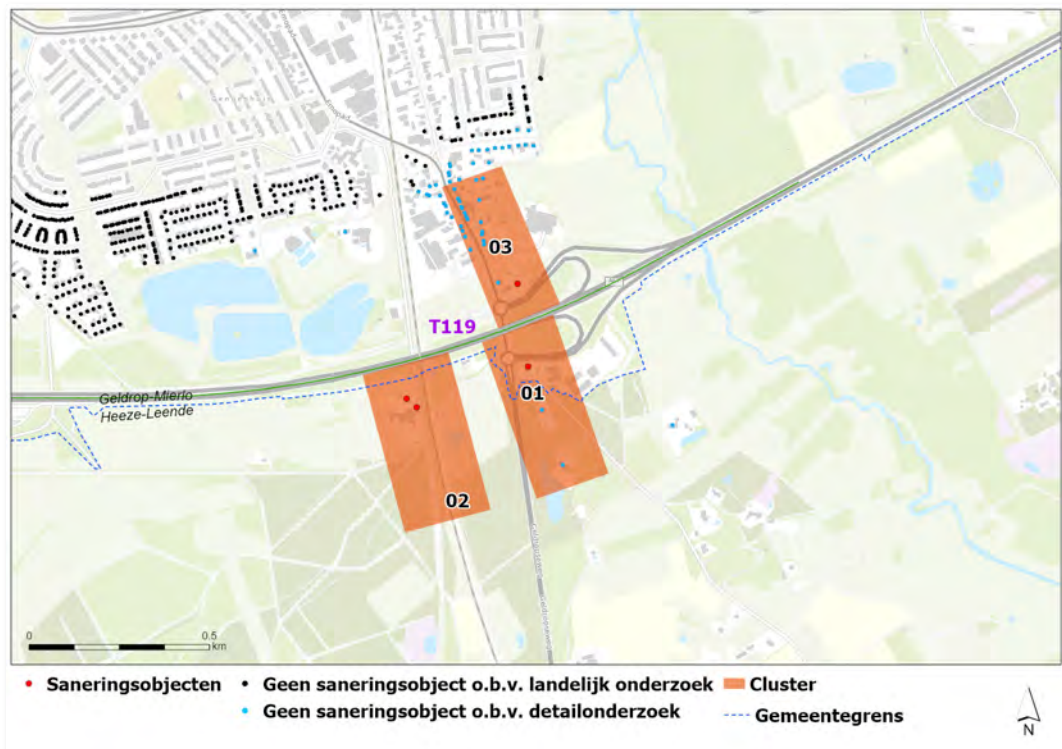 03
T119
01
Geldrop-Mierlo
Heeze-Leende
02
0 0.5
km
Saneringsobjecten Geen saneringsobject o.b.v. landelijk onderzoek Cluster
Geen saneringsobject o.b.v. detailonderzoek Gemeentegrens
N